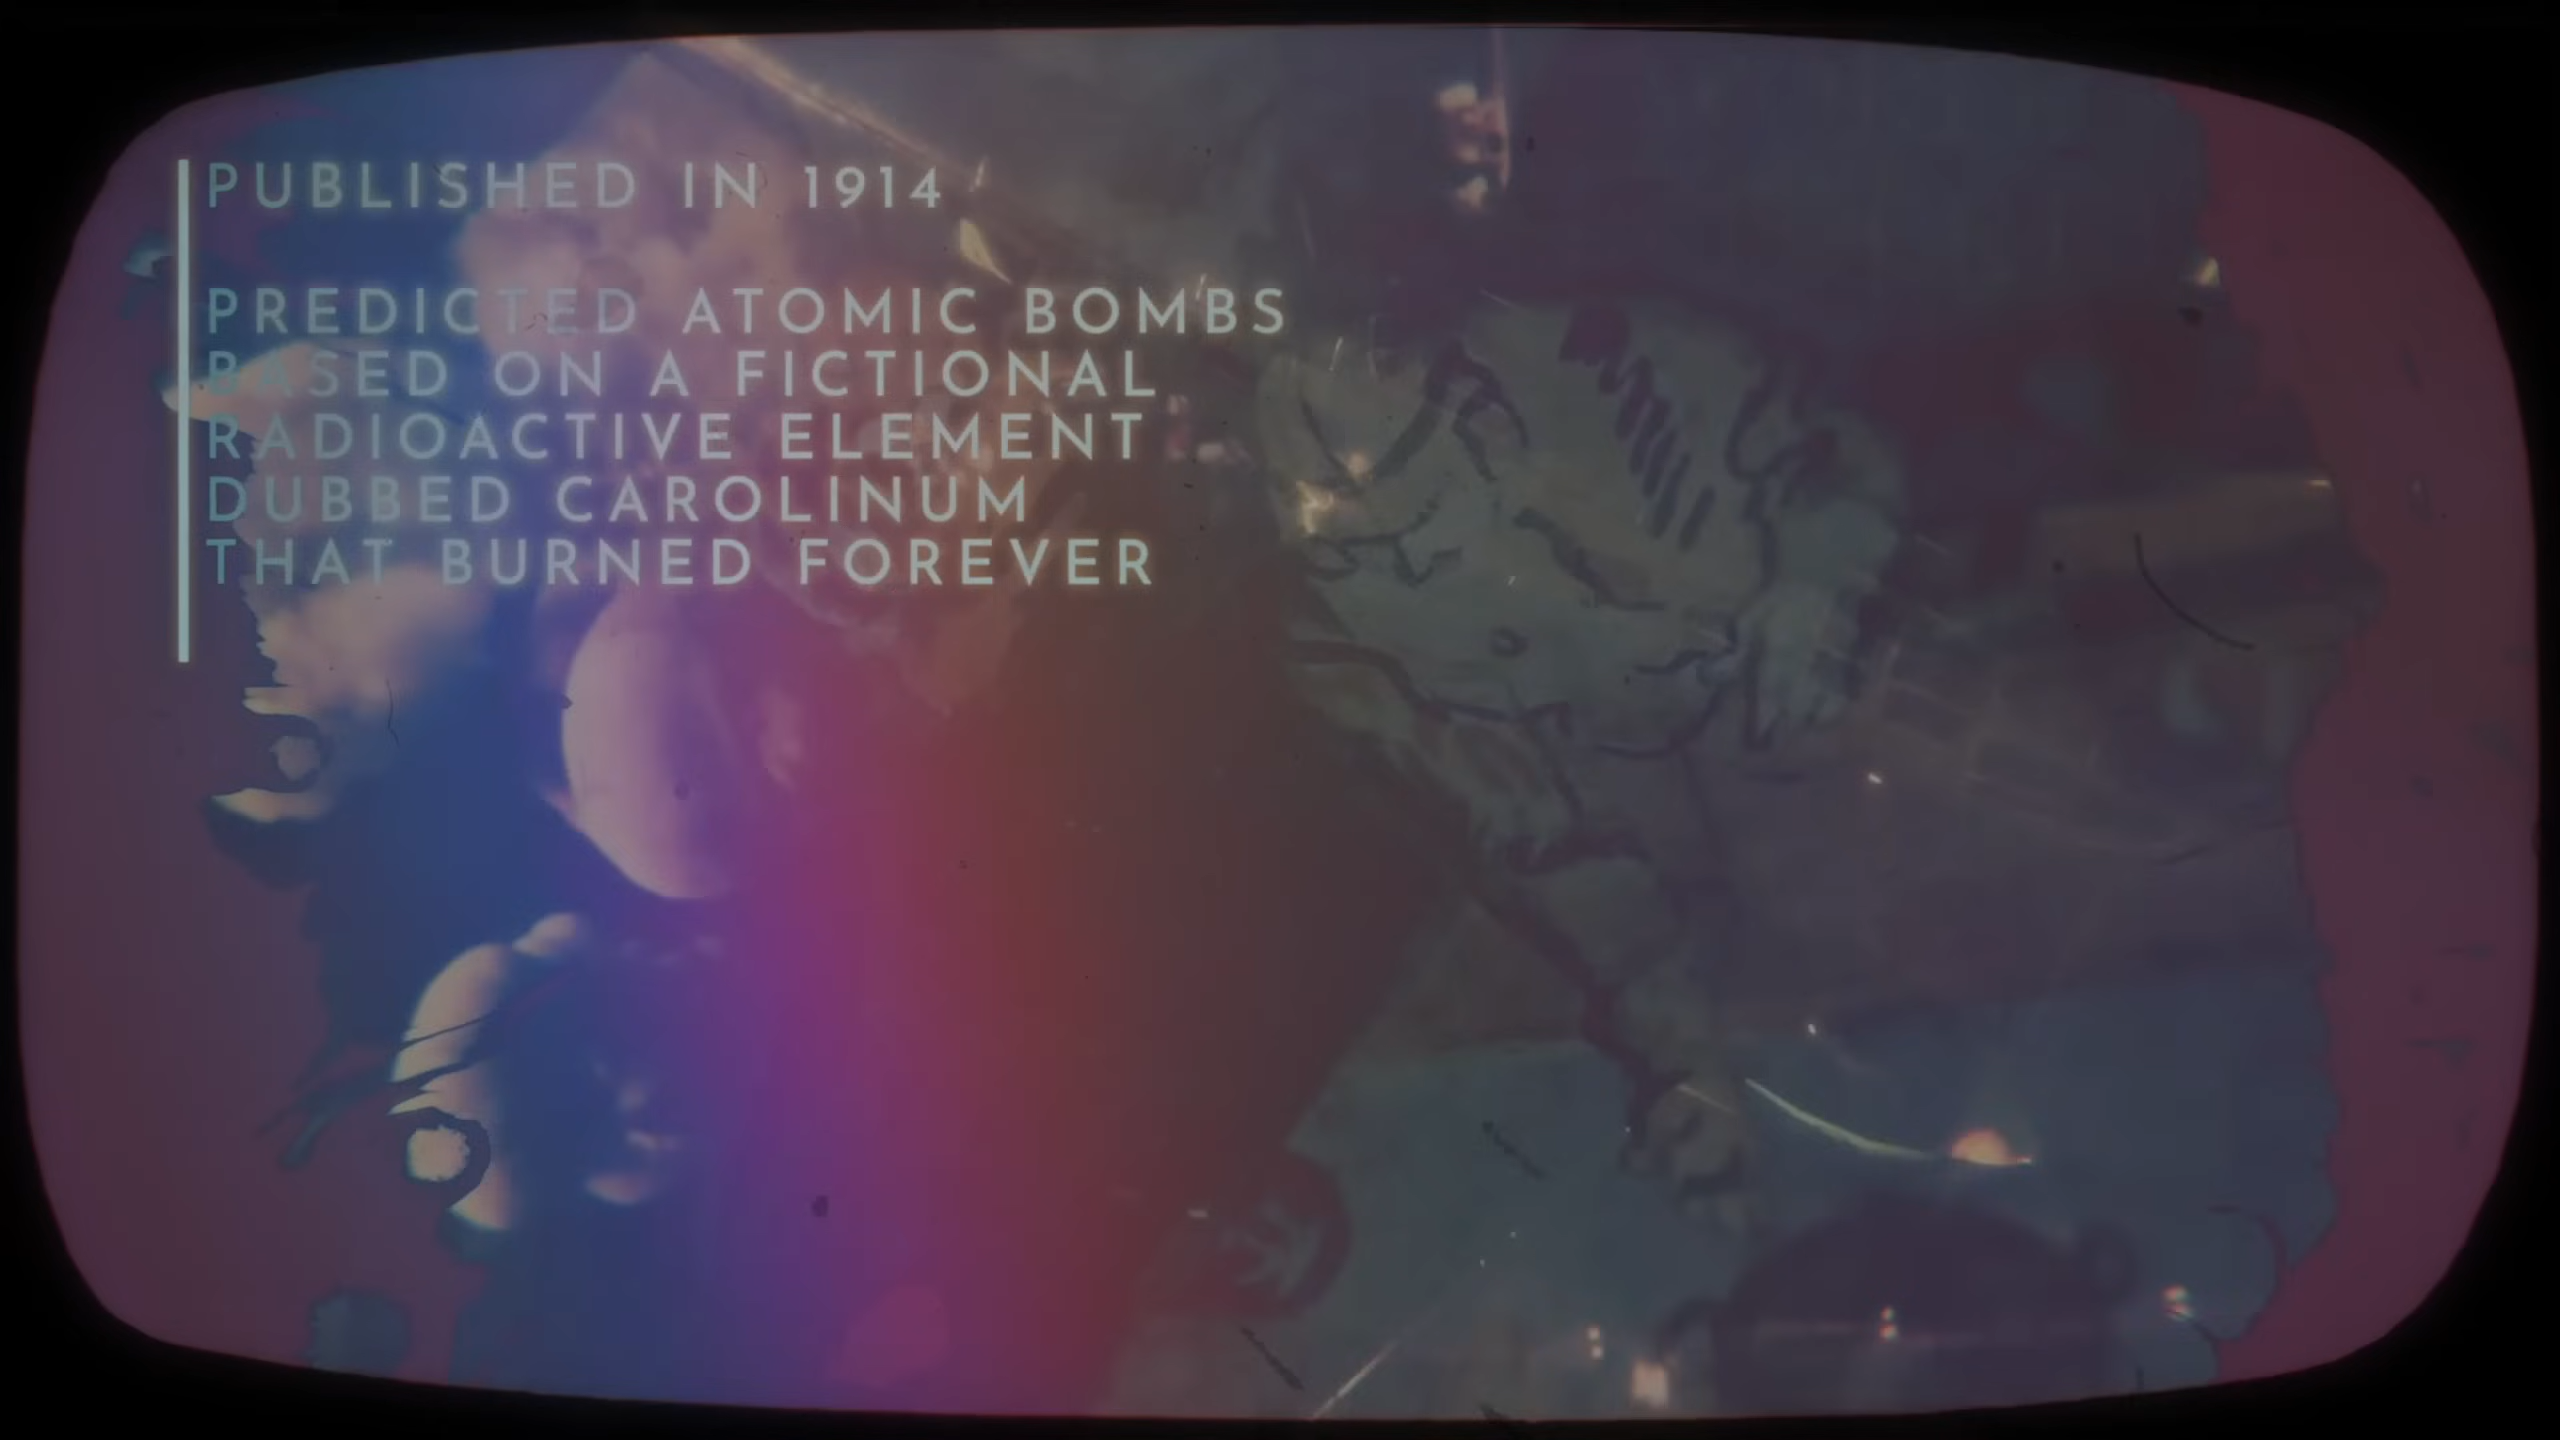 PUBLISHED IN 1914
PREDICTED ATOMIC BOMBS
BASED ON A FICTIONAL
RADIOACTIVE ELEMENT
DUBBED CAROLINUM
THAT BURNED FOREVER